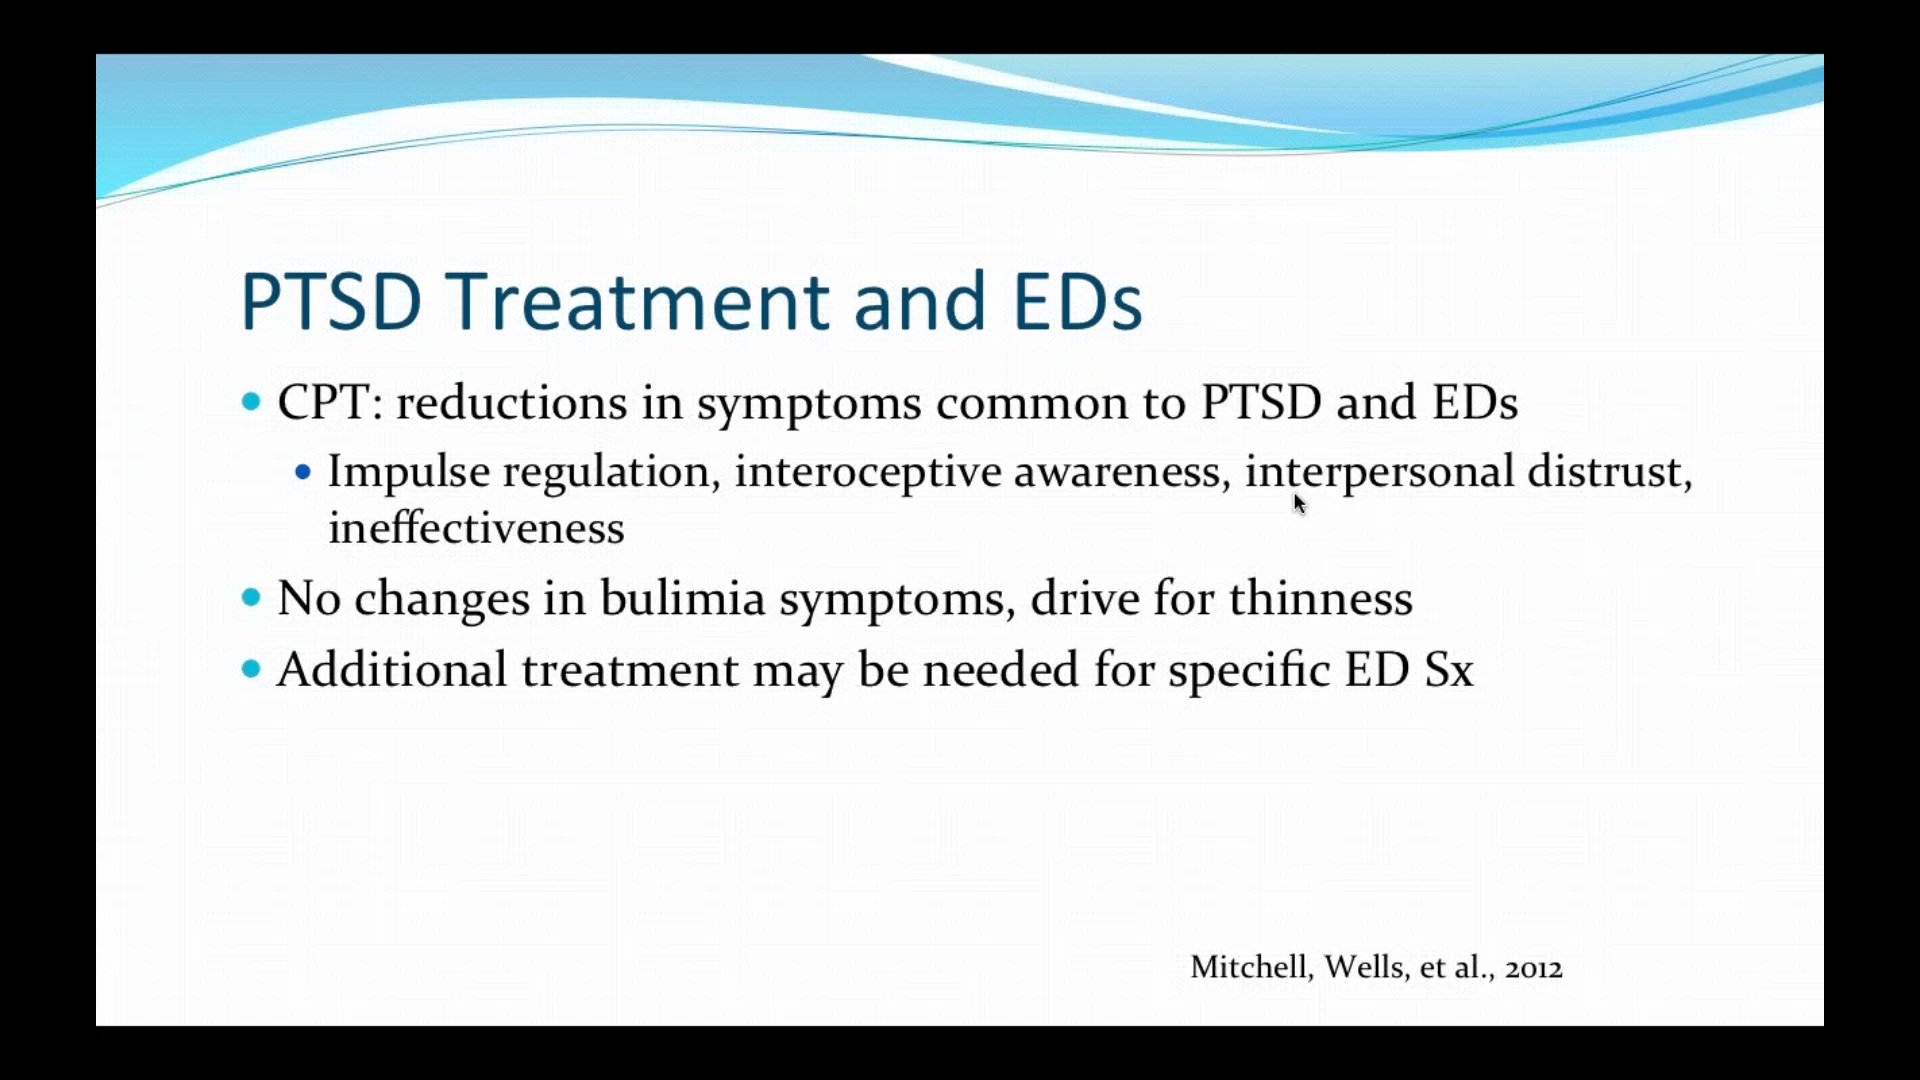 PTSD Treatment and EDs
• CPT: reductions in symptoms common to PTSD and EDs
• Impulse regulation, interoceptive awareness, interpersonal distrust,
ineffectiveness
• No changes in bulimia symptoms, drive for thinness
• Additional treatment may be needed for specific ED Sx
Mitchell, Wells, et al., 2012